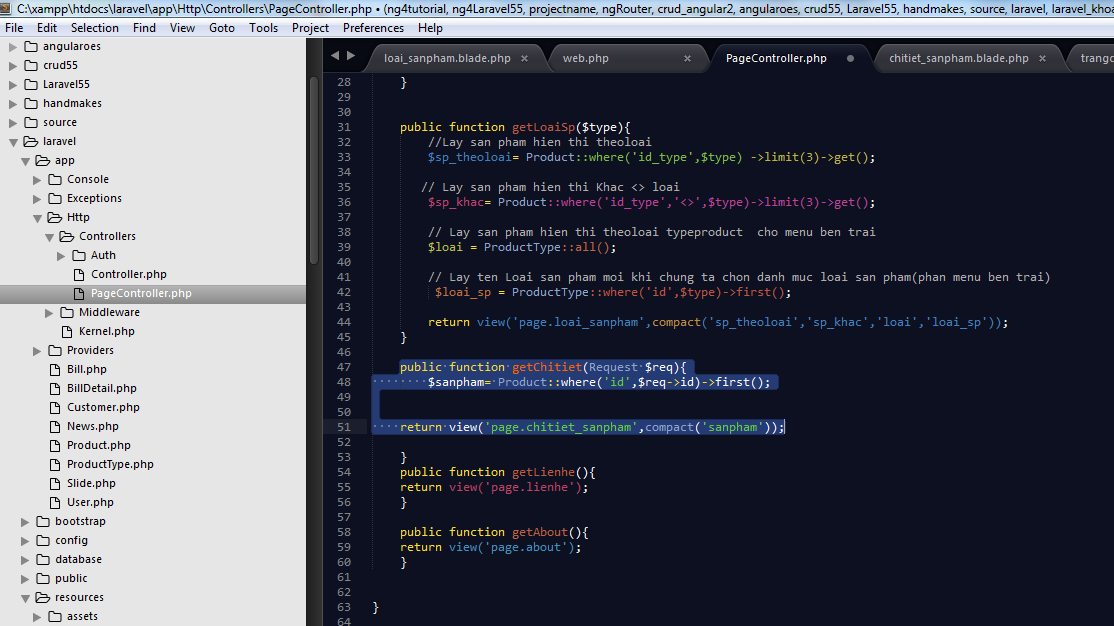 C:\xampp\htdocs\laravel\app\Http\Controllers\PageController.php • (ng4tutorial, ng4Laravel55, projectname, ngRouter, crud_angular2, angularoes, crud55, Laravel55, handmakes, source, laravel, laravel_khoa
File Edit Selection Find View Goto Tools Project Preferences Help
angularoes
crud55
Laravel55
handmakes
source
laravel
app
Console
Exceptions
Http
Controllers
Auth
Controller.php
PageController.php
Middleware
Kernel.php
Providers
Bill.php
BillDetail.php
Customer.php
News.php
Product.php
ProductType.php
Slide.php
User.php
bootstrap
config
database
public
resources
assets
loai_sanpham.blade.php × web.php × PageController.php • chitiet_sanpham.blade.php × trango
28 }
29
30
31 public function getLoaiSp($type){
32 //Lay san pham hien thi theoloai
33 $sp_theoloai= Product::where('id_type',$type) ->limit(3)->get();
34
35 // Lay san pham hien thi Khac <> loai
36 $sp_khac= Product::where('id_type','<>',$type)->limit(3)->get();
37
38 // Lay san pham hien thi theoloai typeproduct  cho menu ben trai
39 $loai = ProductType::all();
40
41 // Lay ten Loai san pham moi khi chung ta chon danh muc loai san pham(phan menu ben trai)
42 $loai_sp = ProductType::where('id',$type)->first();
43
44 return view('page.loai_sanpham',compact('sp_theoloai','sp_khac','loai','loai_sp'));
45 }
46
47 public function getChitiet(Request $req){
48 $sanpham= Product::where('id',$req->id)->first();
49
50
51 return view('page.chitiet_sanpham',compact('sanpham'));
52
53 }
54 public function getLienhe(){
55 return view('page.lienhe');
56 }
57
58 public function getAbout(){
59 return view('page.about');
60 }
61
62
63 }
64